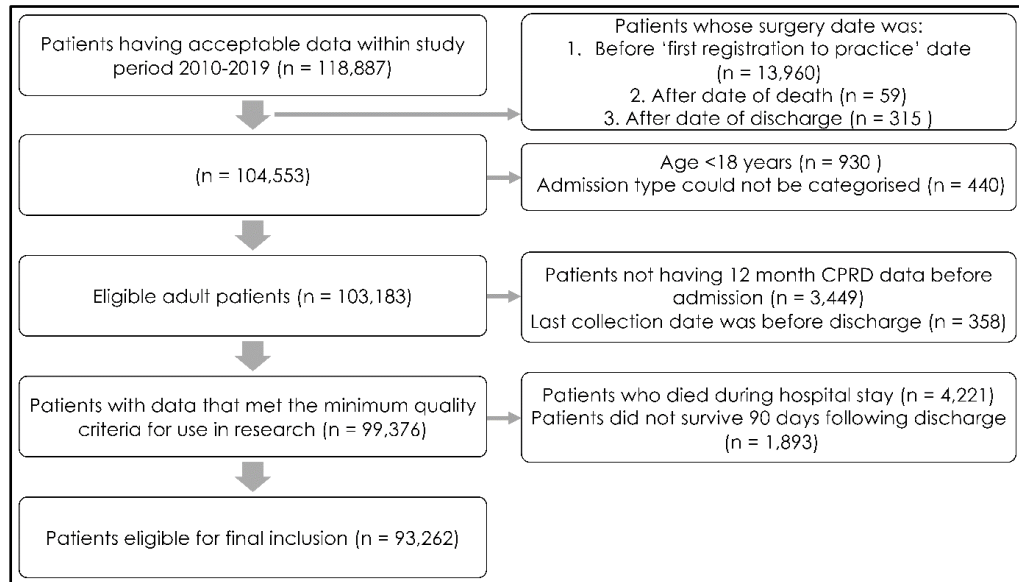 Patients having acceptable data within study
period 2010-2019 (n = 118,887)
Patients whose surgery date was:
1. Before ‘first registration to practice’ date
(n = 13,960)
2. After date of death (n = 59)
3. After date of discharge (n = 315 )
(n = 104,553)
Age <18 years (n = 930 )
Admission type could not be categorised (n = 440)
Eligible adult patients (n = 103,183)
Patients not having 12 month CPRD data before
admission (n = 3,449)
Last collection date was before discharge (n = 358)
Patients with data that met the minimum quality
criteria for use in research (n = 99,376)
Patients who died during hospital stay (n = 4,221)
Patients did not survive 90 days following discharge
(n = 1,893)
Patients eligible for final inclusion (n = 93,262)